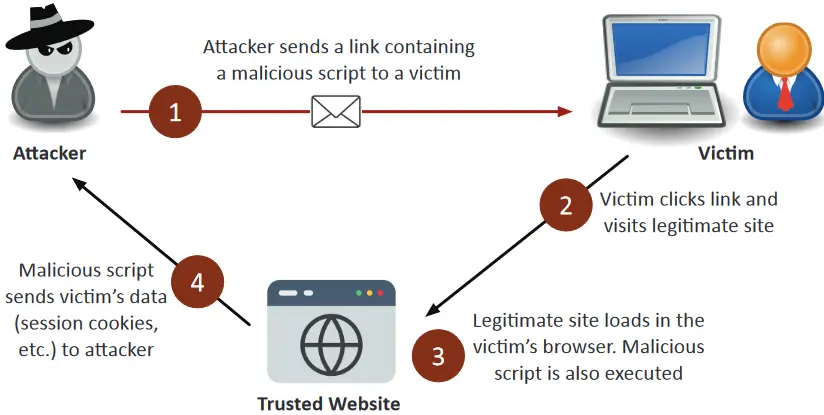 Attacker sends a link containing
a malicious script to a victim
1
Attacker
Victim
2
Victim clicks link and
visits legitimate site
Malicious script
sends victim’s data
(session cookies,
etc.) to attacker
4
3
Legitimate site loads in the
victim’s browser. Malicious
script is also executed
Trusted Website